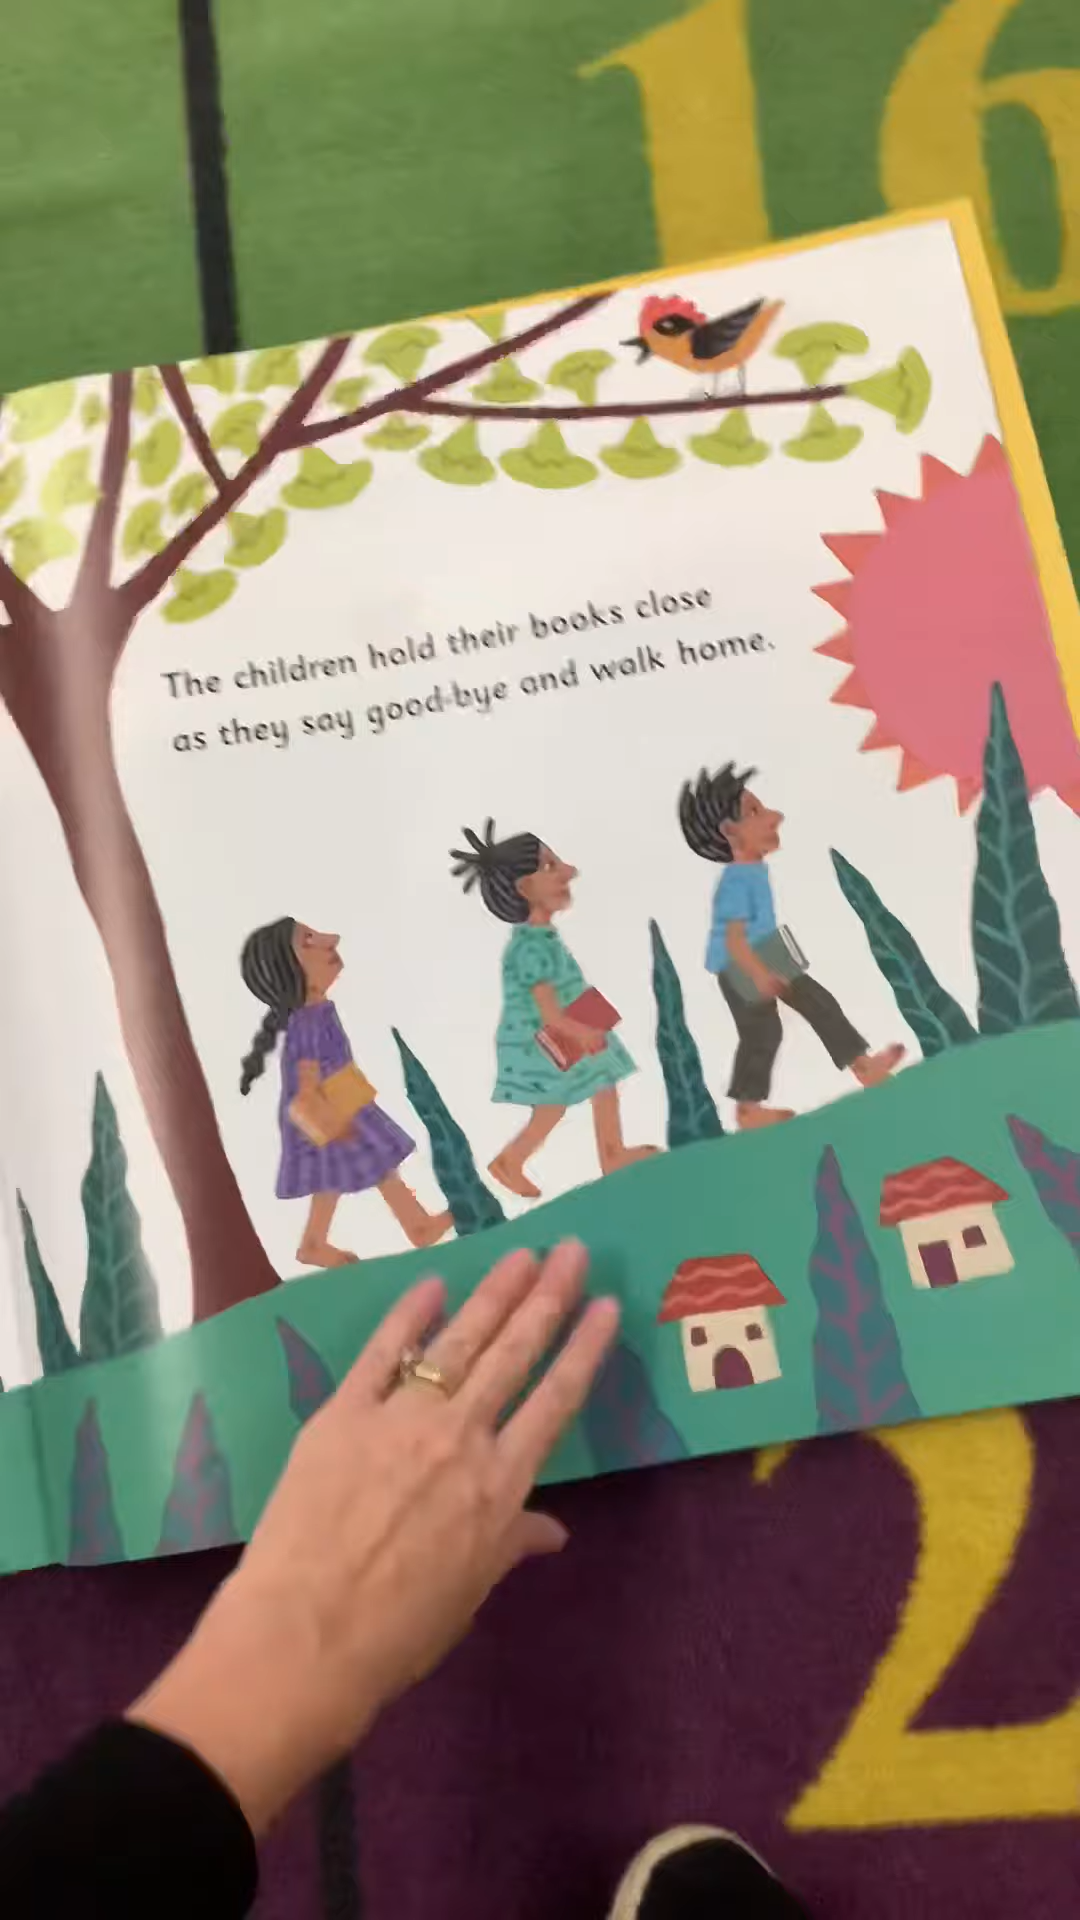 16
The children hold their books close
as they say good-bye and walk home.
2